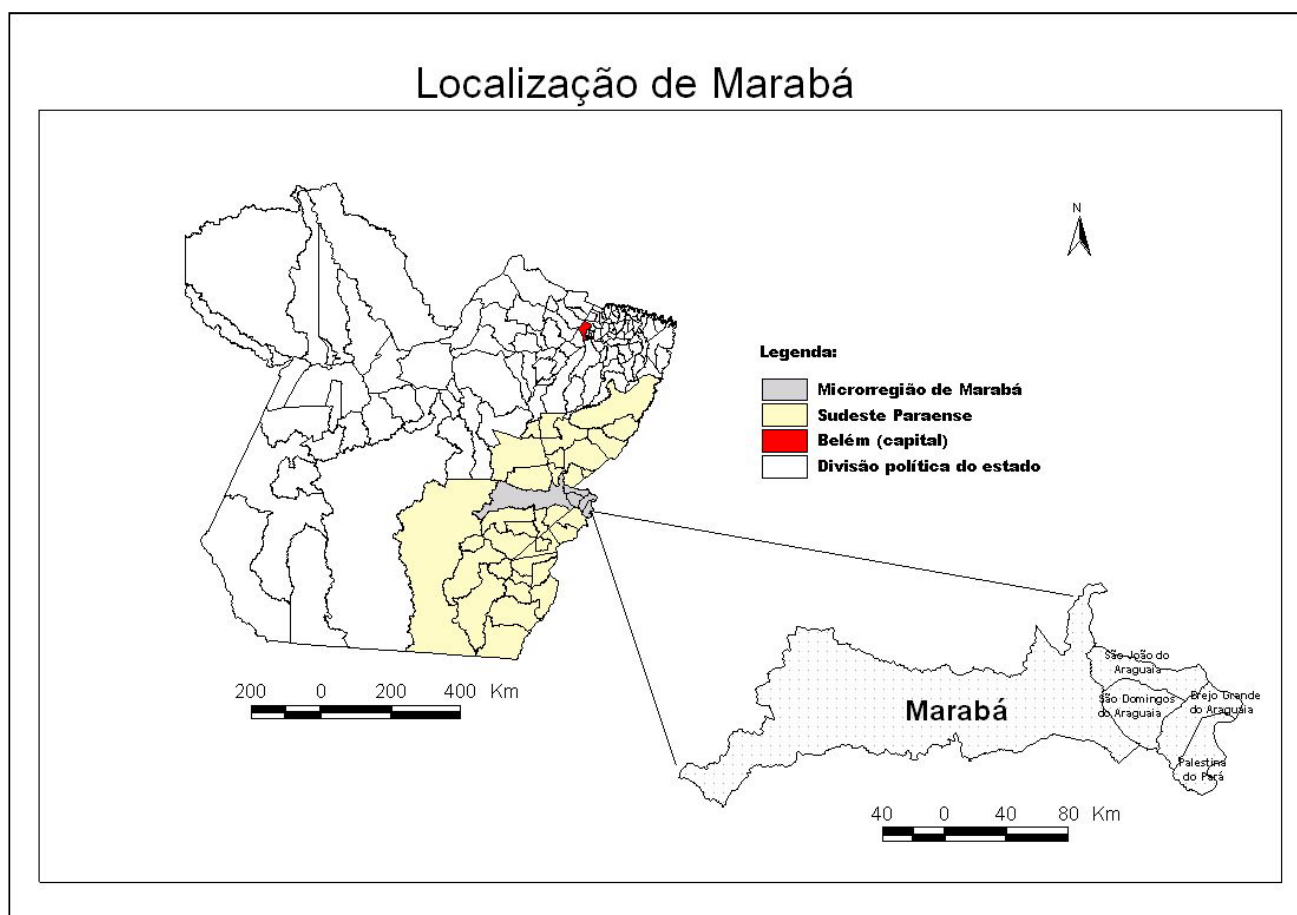 Localização de Marabá
N
Legenda:
Microrregião de Marabá
Sudeste Paraense
Belém (capital)
Divisão política do estado
200 0 200 400 Km
São João do
Araguaia
São Domingos
do Araguaia
Brejo Grande
do Araguaia
Marabá
Palestina
do Pará
40 0 40 80 Km